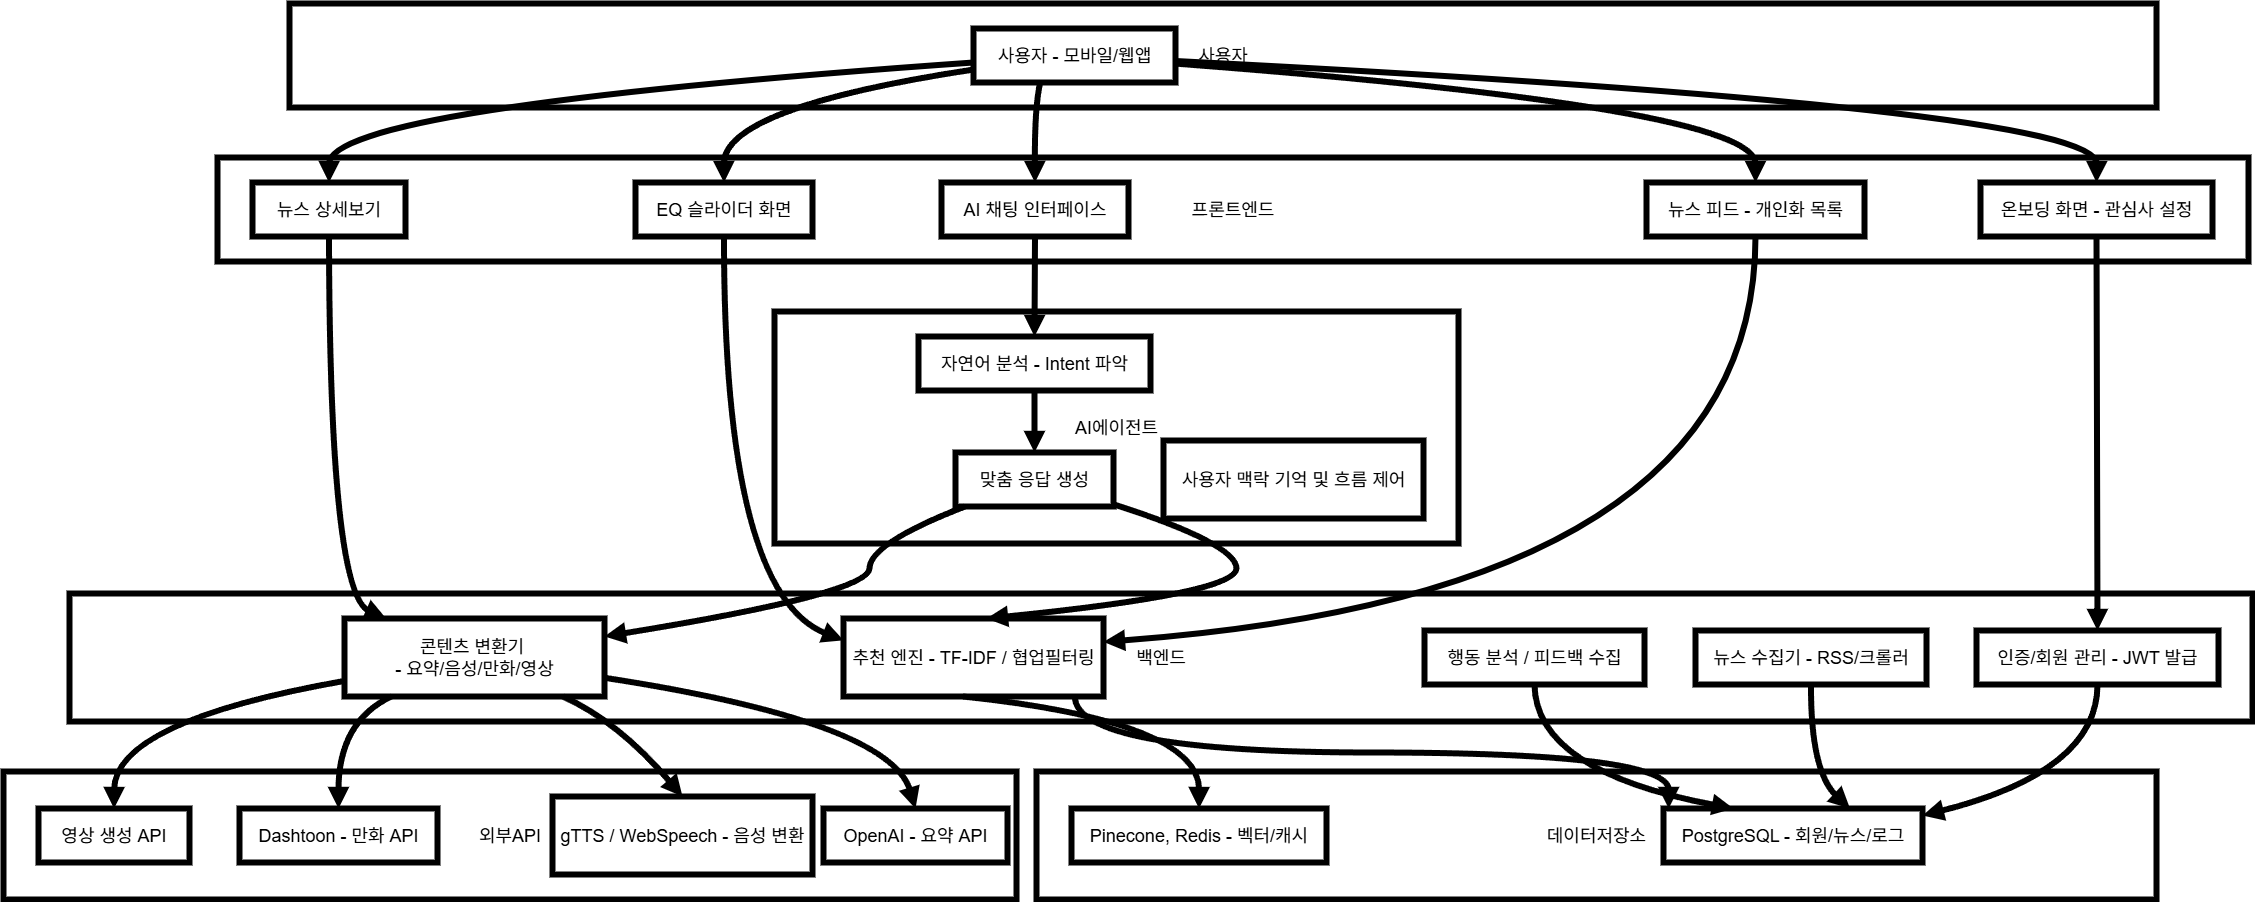 사용자 - 모바일/웹앱
사용자
뉴스 상세보기
EQ 슬라이더 화면
AI 채팅 인터페이스
프론트엔드
뉴스 피드 - 개인화 목록
온보딩 화면 - 관심사 설정
자연어 분석 - Intent 파악
AI에이전트
맞춤 응답 생성
사용자 맥락 기억 및 흐름 제어
콘텐츠 변환기
- 요약/음성/만화/영상
추천 엔진 - TF-IDF / 협업필터링
백엔드
행동 분석 / 피드백 수집
뉴스 수집기 - RSS/크롤러
인증/회원 관리 - JWT 발급
영상 생성 API
Dashtoon - 만화 API
외부API
gTTS / WebSpeech - 음성 변환
OpenAI - 요약 API
Pinecone, Redis - 벡터/캐시
데이터저장소
PostgreSQL - 회원/뉴스/로그